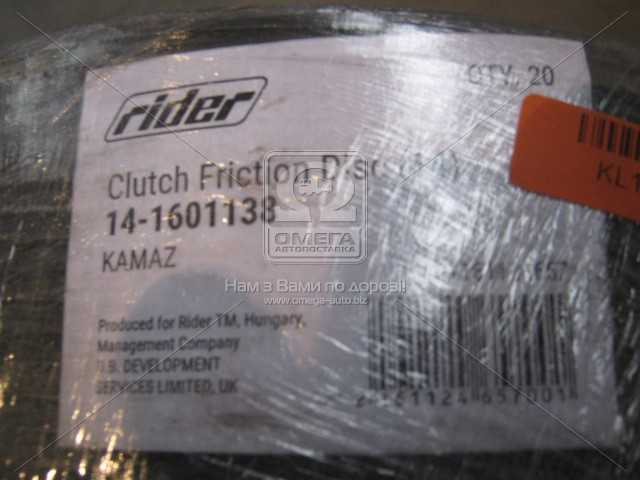 rider
QTY. 20
Clutch Friction Disc
14-1601138
KAMAZ
KL1
ОМЕГА
АВТОПОСТАВКА
Нам з Вами по дорозі!
www.omega-auto.biz
Produced for Rider TM, Hungary,
Management Company
U.B. DEVELOPMENT
SERVICES LIMITED, UK